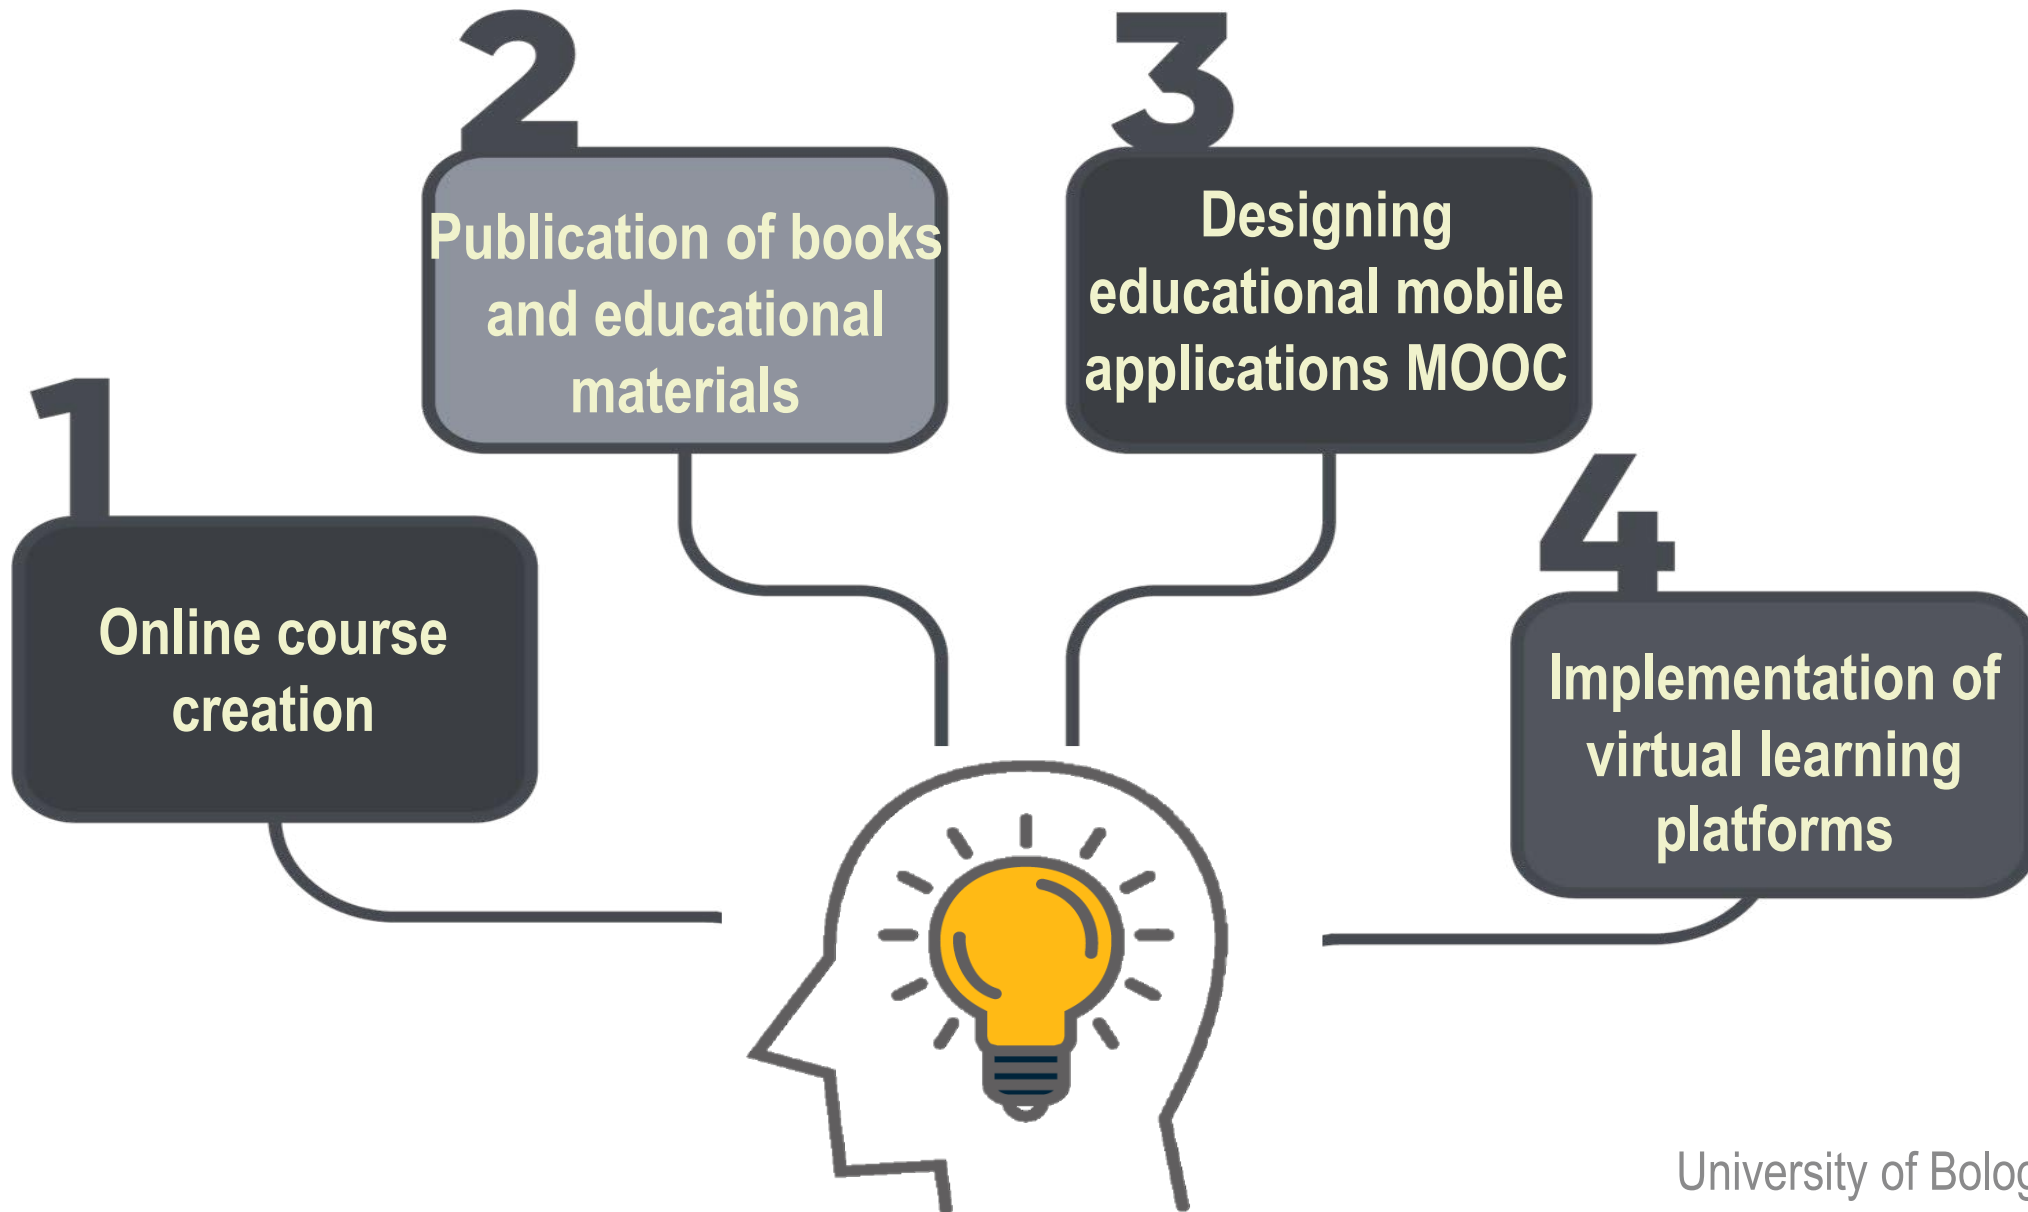 1
Online course
creation
2
Publication of books
and educational
materials
3
Designing
educational mobile
applications MOOC
4
Implementation of
virtual learning
platforms
University of Bolog